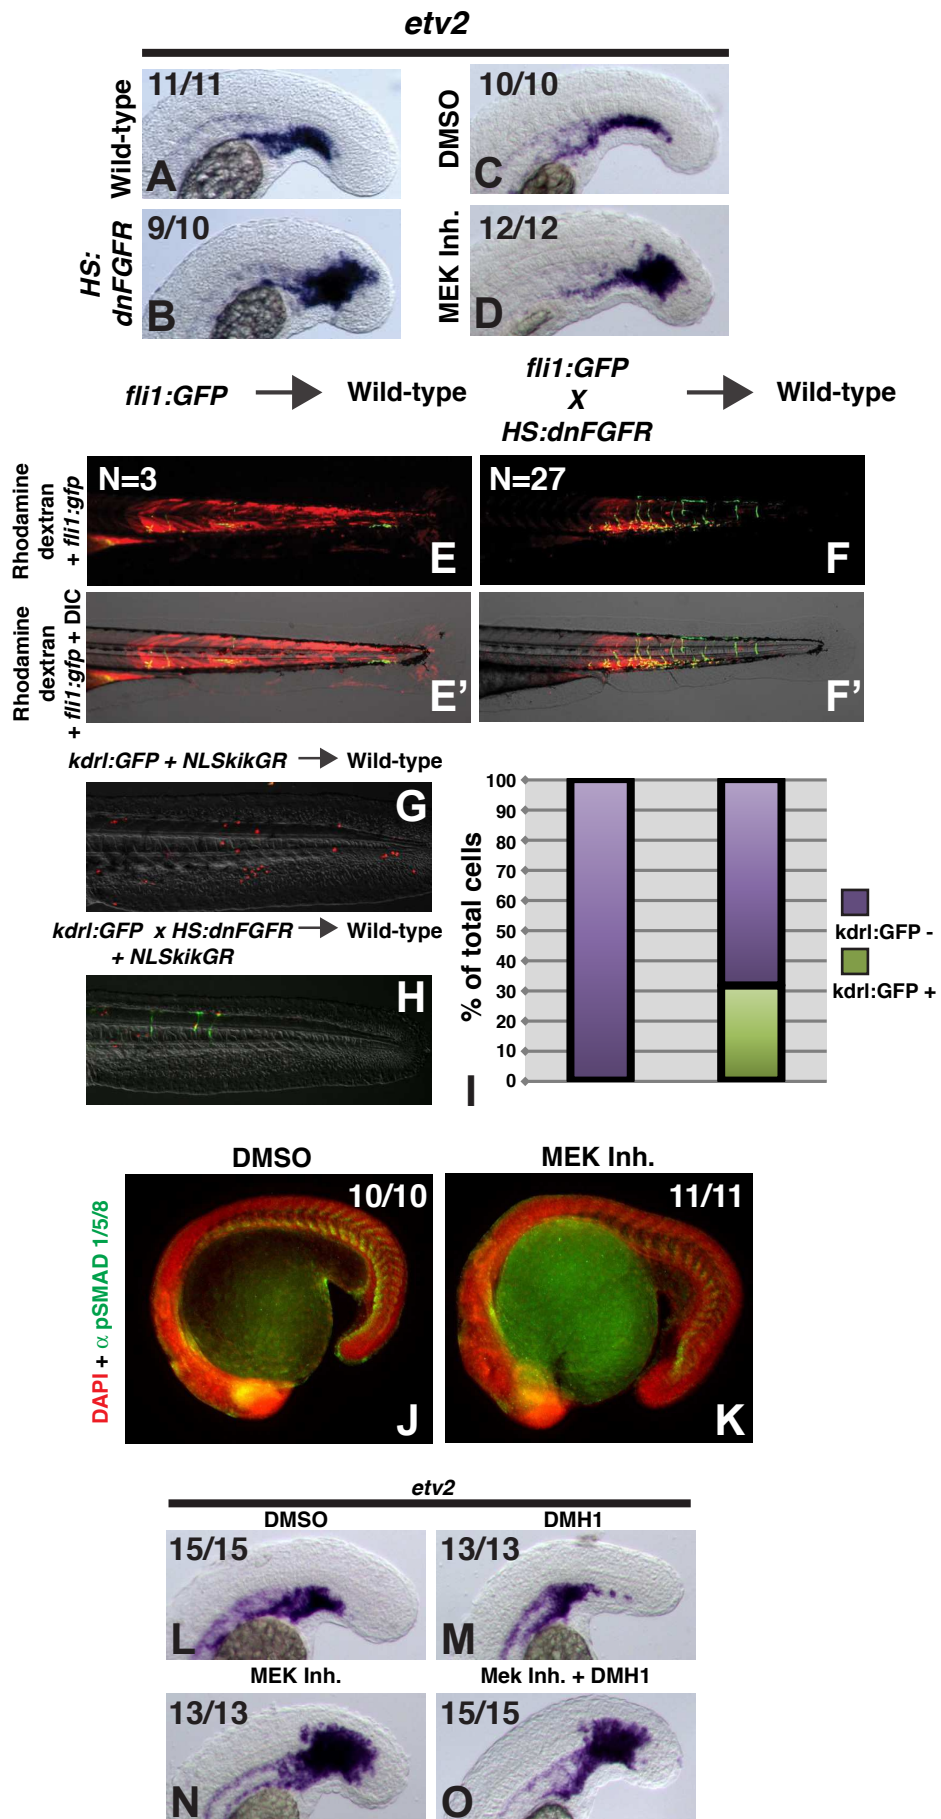 etv2
Wild-type
11/11
A
DMSO
10/10
C
HS:
dnFGFR
9/10
B
MEK Inh.
12/12
D
fli1:GFP
Wild-type
fli1:GFP
X
HS:dnFGFR
Wild-type
Rhodamine
dextran
+ fli1:gfp
N=3
E
N=27
F
Rhodamine
dextran
+ fli1:gfp + DIC
E'
F'
kdrl:GFP + NLSkikGR
Wild-type
G
kdrl:GFP x HS:dnFGFR
+ NLSkikGR
Wild-type
H
% of total cells
100
90
80
70
60
50
40
30
20
10
0
kdrl:GFP -
kdrl:GFP +
I
DAPI + α pSMAD 1/5/8
DMSO
10/10
J
MEK Inh.
11/11
K
etv2
DMSO
15/15
L
DMH1
13/13
M
MEK Inh.
13/13
N
Mek Inh. + DMH1
15/15
O